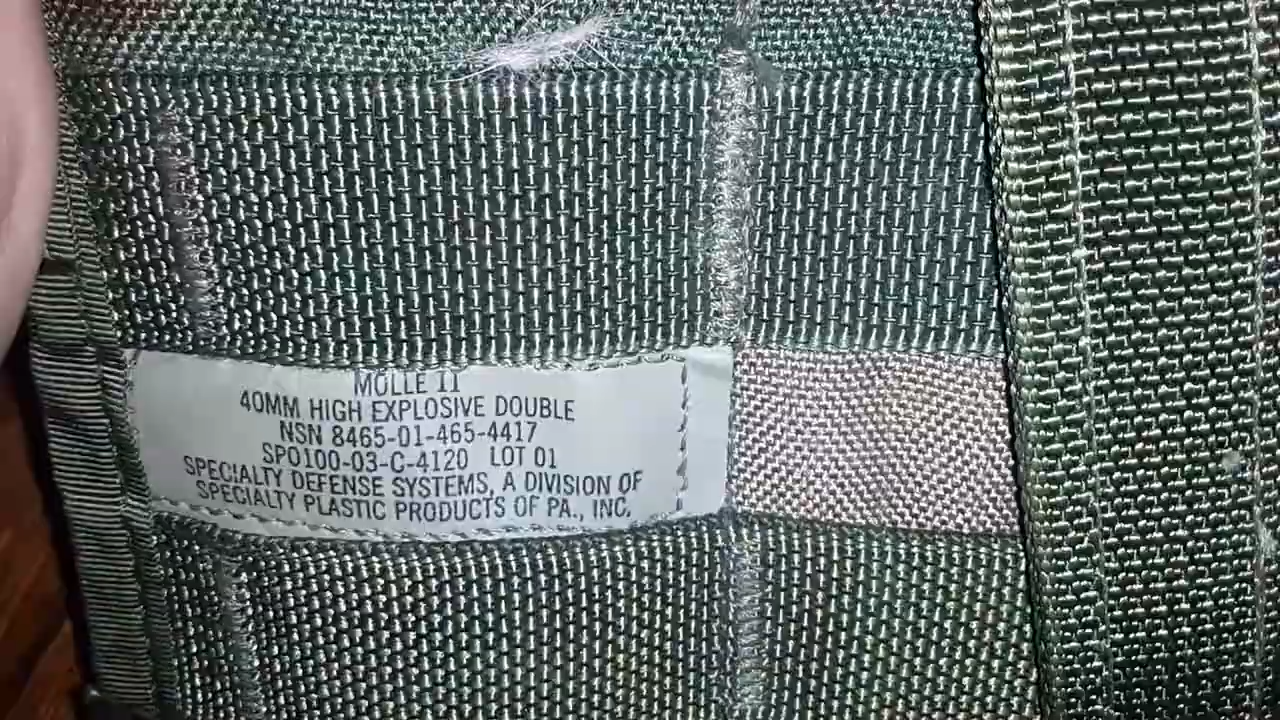 MOLLE II
40MM HIGH EXPLOSIVE DOUBLE
NSN 8465-01-465-4417
SPO100-03-C-4120 LOT 01
SPECIALTY DEFENSE SYSTEMS, A DIVISION OF
SPECIALTY PLASTIC PRODUCTS OF PA., INC.